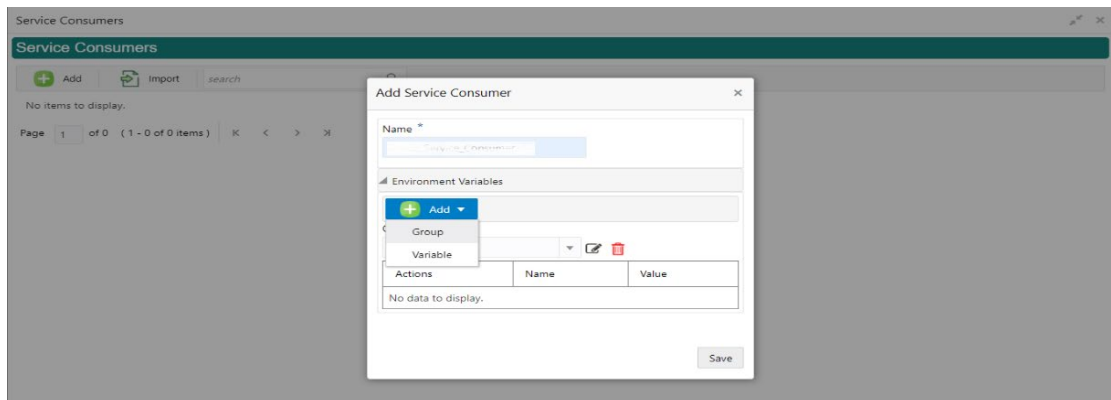 Service Consumers
Service Consumers
Add Import search
No items to display.
Page 1 of 0 (1 - 0 of 0 items)
Add Service Consumer
Name *
Environment Variables
Add
Group
Variable
Actions Name Value
No data to display.
Save